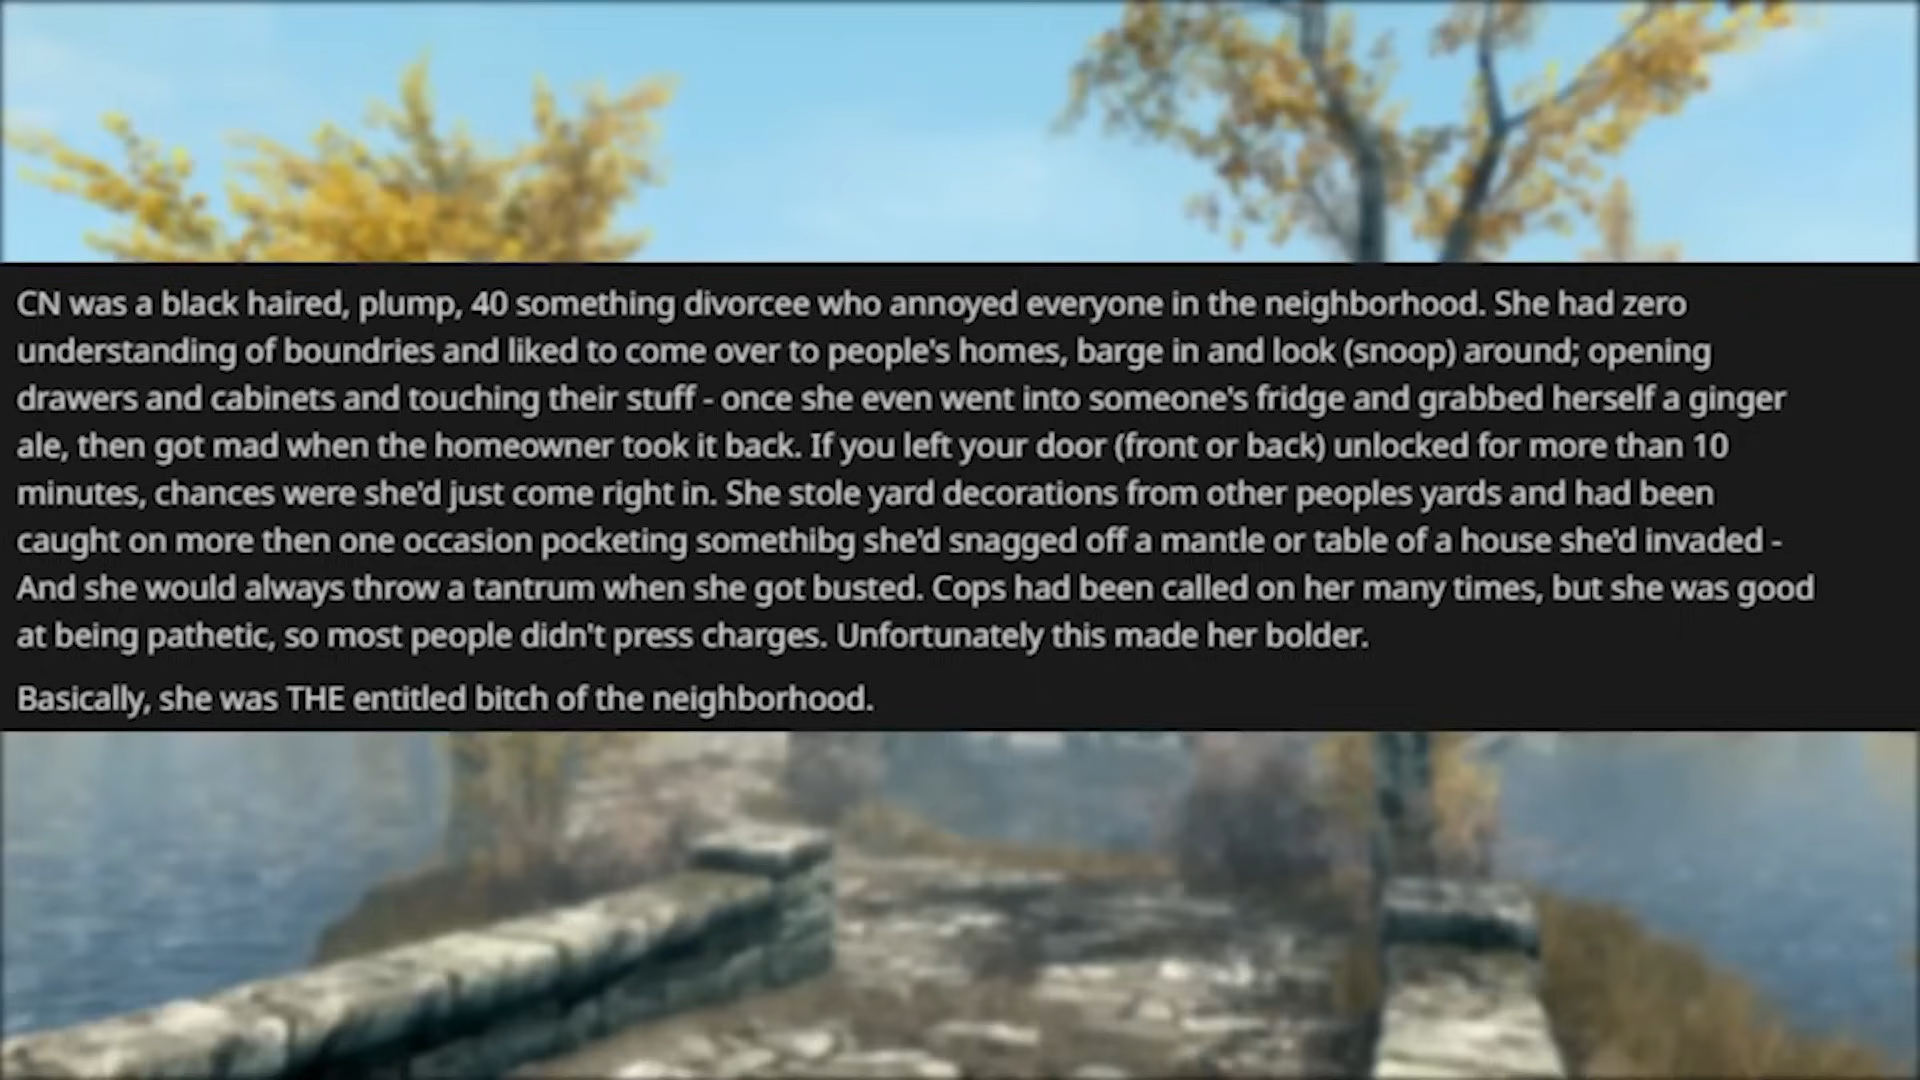 CN was a black haired, plump, 40 something divorcee who annoyed everyone in the neighborhood. She had zero
understanding of boundries and liked to come over to people's homes, barge in and look (snoop) around; opening
drawers and cabinets and touching their stuff - once she even went into someone's fridge and grabbed herself a ginger
ale, then got mad when the homeowner took it back. If you left your door (front or back) unlocked for more than 10
minutes, chances were she'd just come right in. She stole yard decorations from other peoples yards and had been
caught on more then one occasion pocketing somethibg she'd snagged off a mantle or table of a house she'd invaded -
And she would always throw a tantrum when she got busted. Cops had been called on her many times, but she was good
at being pathetic, so most people didn't press charges. Unfortunately this made her bolder.
Basically, she was THE entitled bitch of the neighborhood.